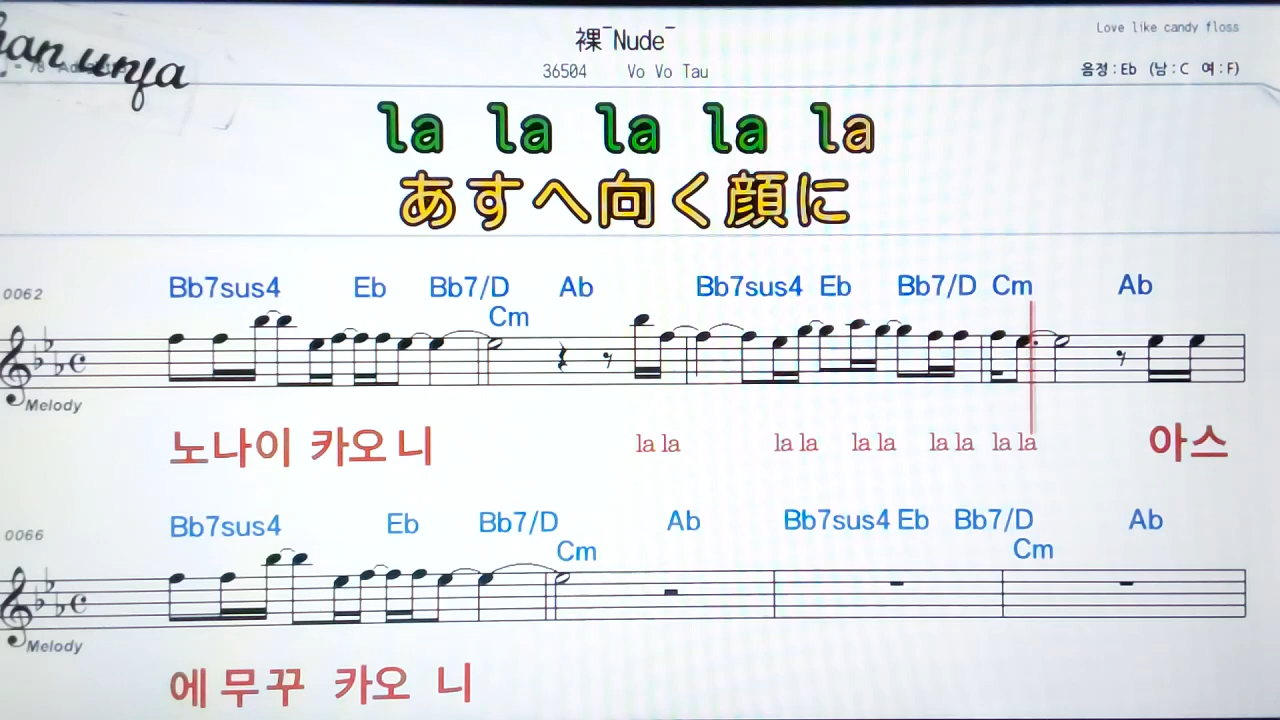 han unja
裸‾Nude‾
Love like candy floss
36504 Vo Vo Tau
음정 : Eb (남 : C 여 : F)
la la la la la
あすへ向く顔に
Bb7sus4 Eb Bb7/D Cm Ab Bb7sus4 Eb Bb7/D Cm Ab
0062
Melody
노나이 카오니 la la la la la la la la la la 아스
Bb7sus4 Eb Bb7/D Cm Ab Bb7sus4 Eb Bb7/D Cm Ab
0066
Melody
에 무꾸 카오 니